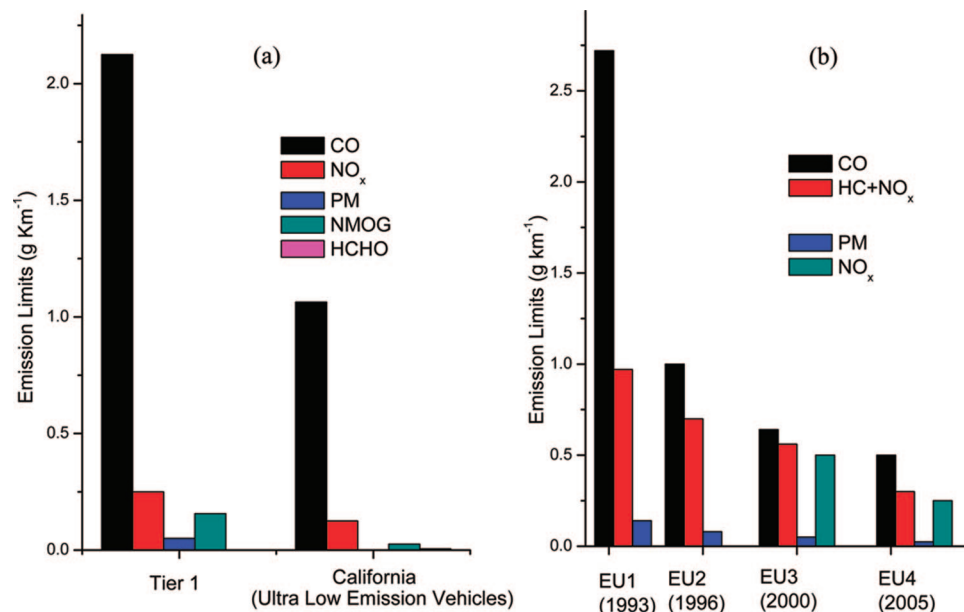 (a)
2.0
1.5
1.0
0.5
0.0
Emission Limits (g Km⁻¹)
CO
NOₓ
PM
NMOG
HCHO
Tier 1
California
(Ultra Low Emission Vehicles)
(b)
2.5
2.0
1.5
1.0
0.5
0.0
Emission Limits (g km⁻¹)
CO
HC+NOₓ
PM
NOₓ
EU1
(1993)
EU2
(1996)
EU3
(2000)
EU4
(2005)